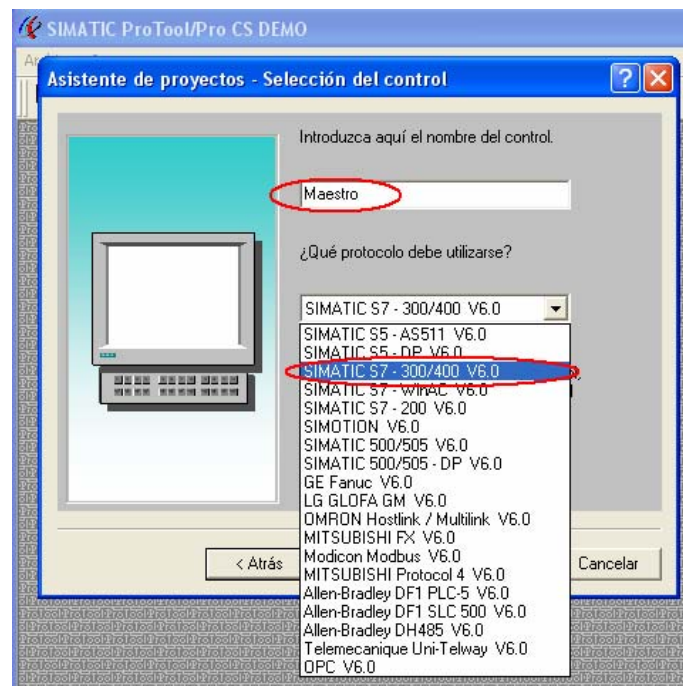 SIMATIC ProTool/Pro CS DEMO
Asistente de proyectos - Selección del control
Introduzca aquí el nombre del control.
Maestro
¿Qué protocolo debe utilizarse?
SIMATIC S7 - 300/400 V6.0
SIMATIC S5 - AS511 V6.0
SIMATIC S5 - DP V6.0
SIMATIC S7 - 300/400 V6.0
SIMATIC S7 - WinAC V6.0
SIMATIC S7 - 200 V6.0
SIMOTION V6.0
SIMATIC 500/505 V6.0
SIMATIC 500/505 - DP V6.0
GE Fanuc V6.0
LG GLOFA GM V6.0
OMRON Hostlink / Multilink V6.0
MITSUBISHI FX V6.0
Modicon Modbus V6.0
MITSUBISHI Protocol 4 V6.0
Allen-Bradley DF1 PLC-5 V6.0
Allen-Bradley DF1 SLC 500 V6.0
Allen-Bradley DH485 V6.0
Telemecanique Uni-Telway V6.0
OPC V6.0
< Atrás
Cancelar